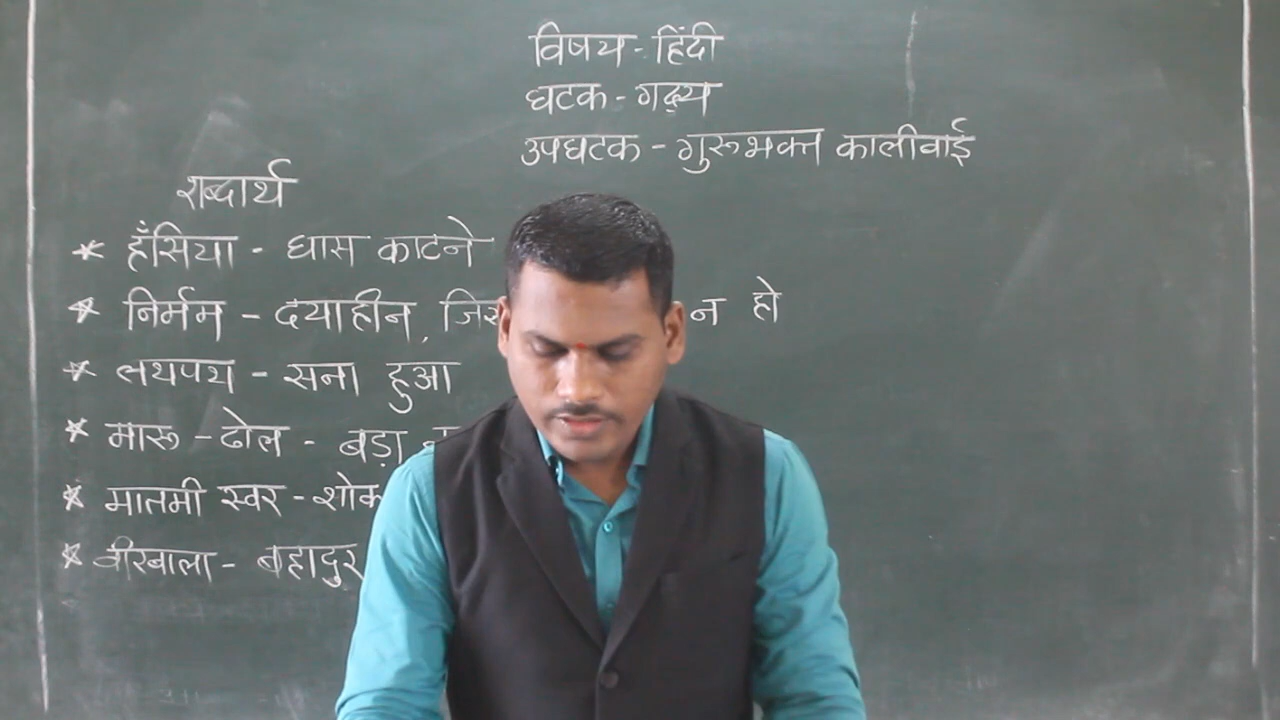 विषय - हिंदी
घटक - गद्य
उपघटक - गुरुभक्त कालीबाई
शब्दार्थ
* हँसिया - घास काटने
* निर्मम - दयाहीन, न हो
* लथपथ - सना हुआ
* मारू - ढोल - बड़ा
* मातमी स्वर - शोक
* वीरबाला - बहादुर